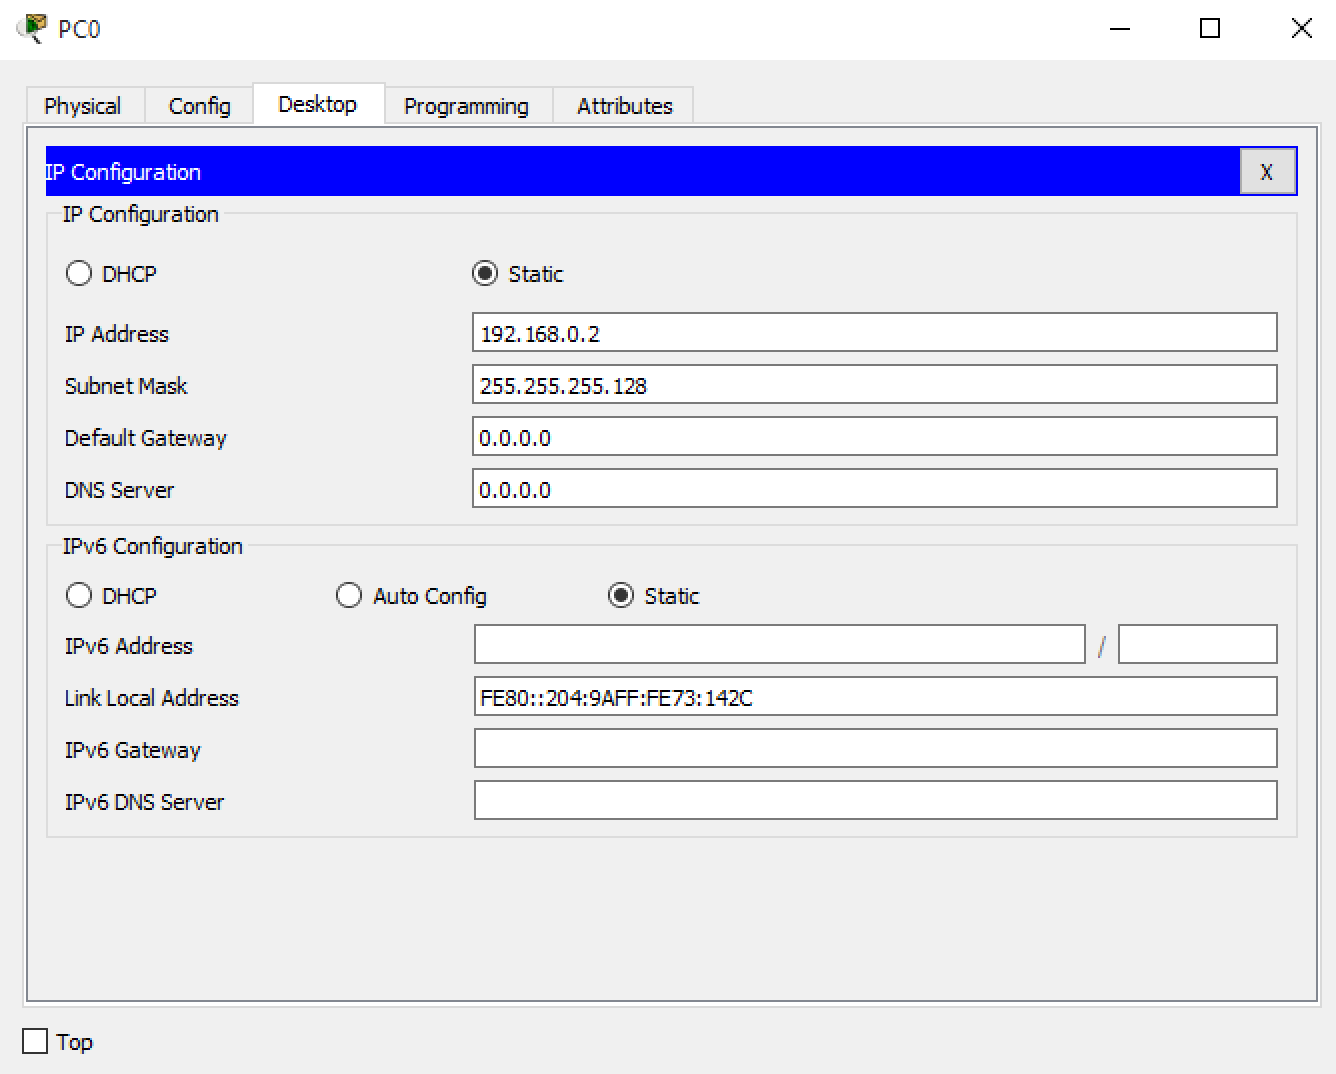 PC0
Physical Config Desktop Programming Attributes
IP Configuration X
IP Configuration
DHCP Static
IP Address 192.168.0.2
Subnet Mask 255.255.255.128
Default Gateway 0.0.0.0
DNS Server 0.0.0.0
IPv6 Configuration
DHCP Auto Config Static
IPv6 Address /
Link Local Address FE80::204:9AFF:FE73:142C
IPv6 Gateway
IPv6 DNS Server
Top